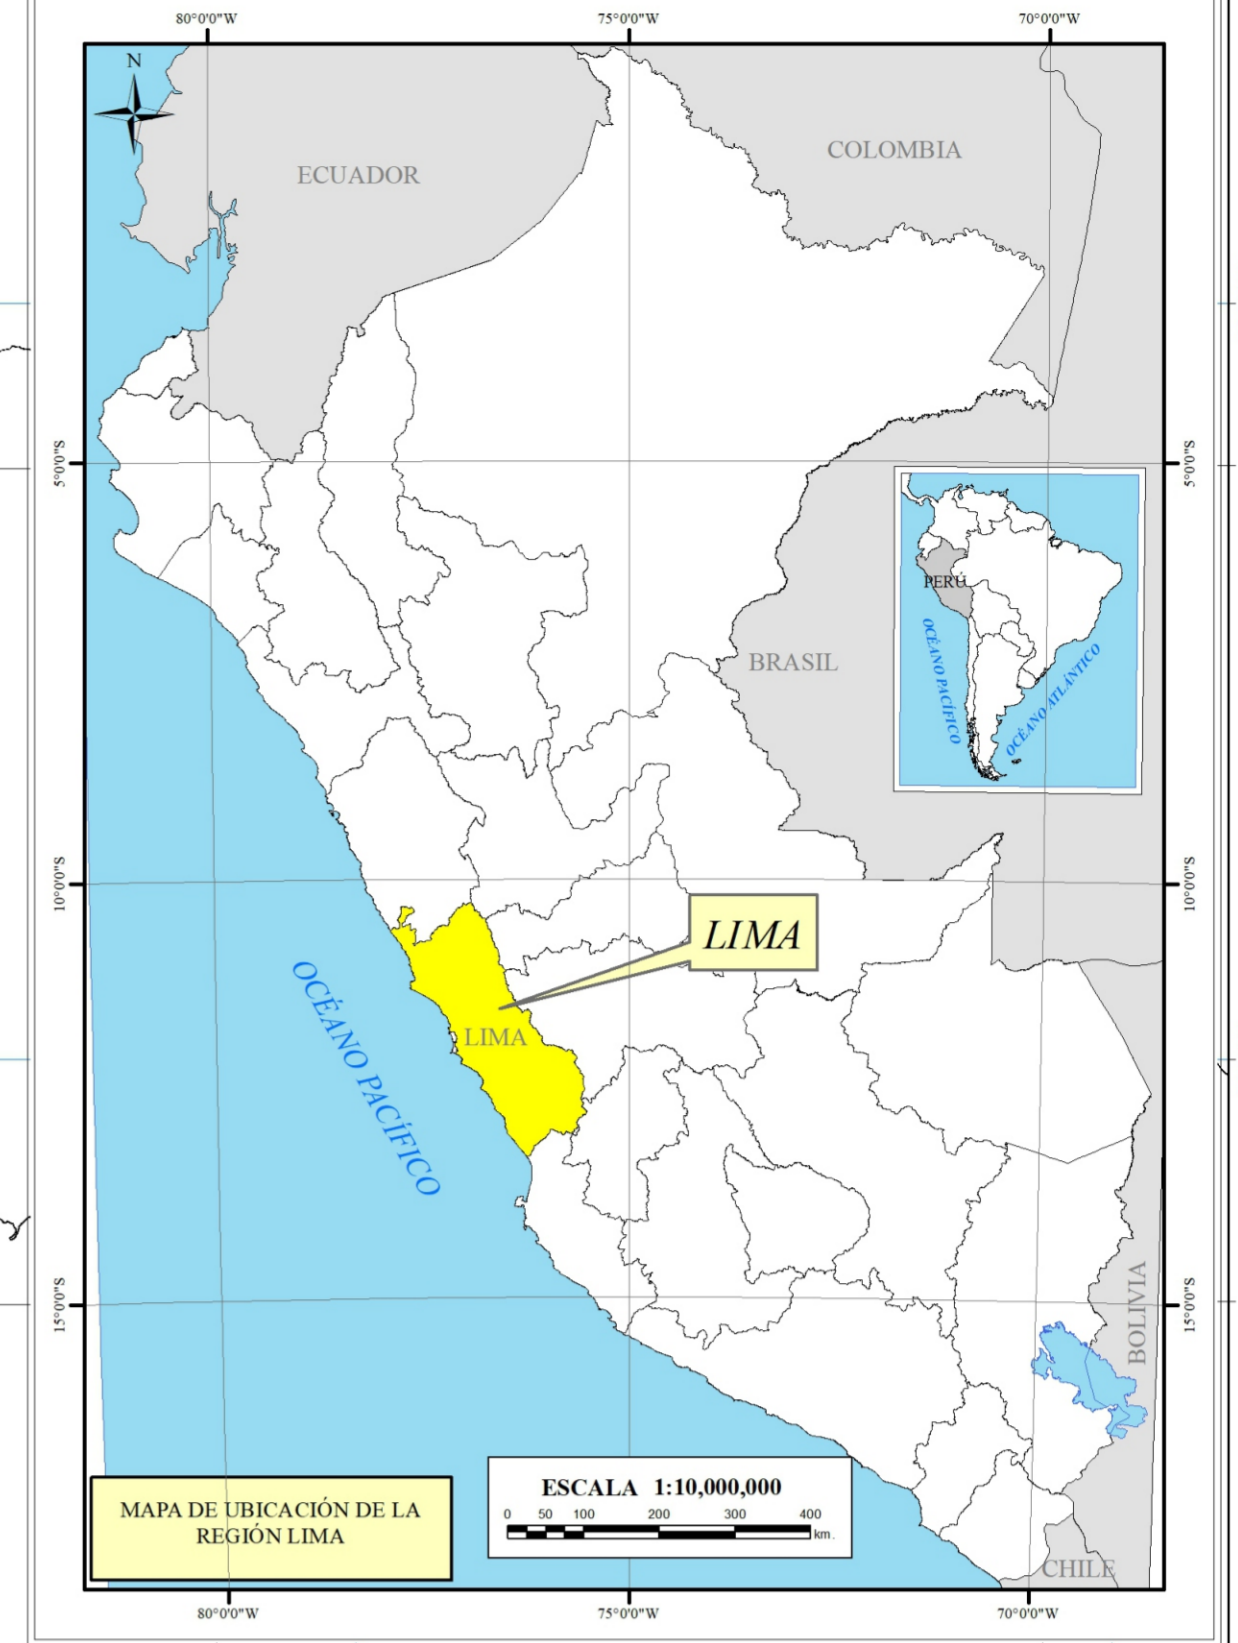 80°0'0"W
75°0'0"W
70°0'0"W
N
ECUADOR
COLOMBIA
5°0'0"S
5°0'0"S
PERÚ
OCÉANO PACÍFICO
OCÉANO ATLÁNTICO
BRASIL
10°0'0"S
10°0'0"S
LIMA
LIMA
OCÉANO PACÍFICO
BOLIVIA
15°0'0"S
15°0'0"S
MAPA DE UBICACIÓN DE LA
REGIÓN LIMA
ESCALA 1:10,000,000
0 50 100 200 300 400
km.
CHILE
80°0'0"W
75°0'0"W
70°0'0"W